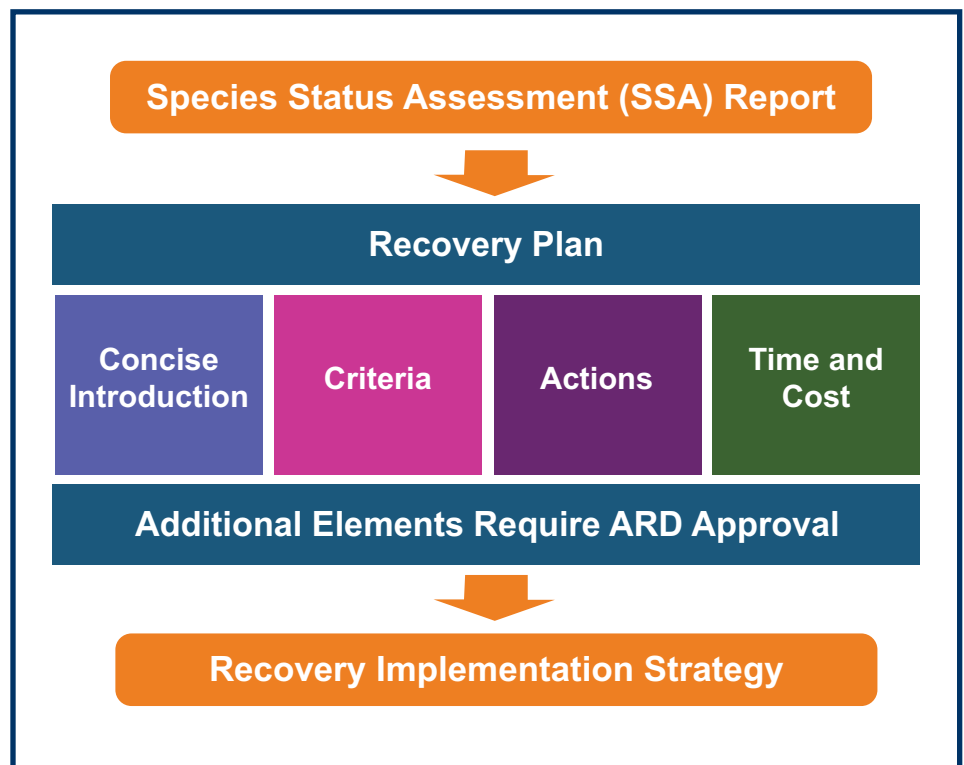 Species Status Assessment (SSA) Report
Recovery Plan
Concise
Introduction
Criteria
Actions
Time and
Cost
Additional Elements Require ARD Approval
Recovery Implementation Strategy